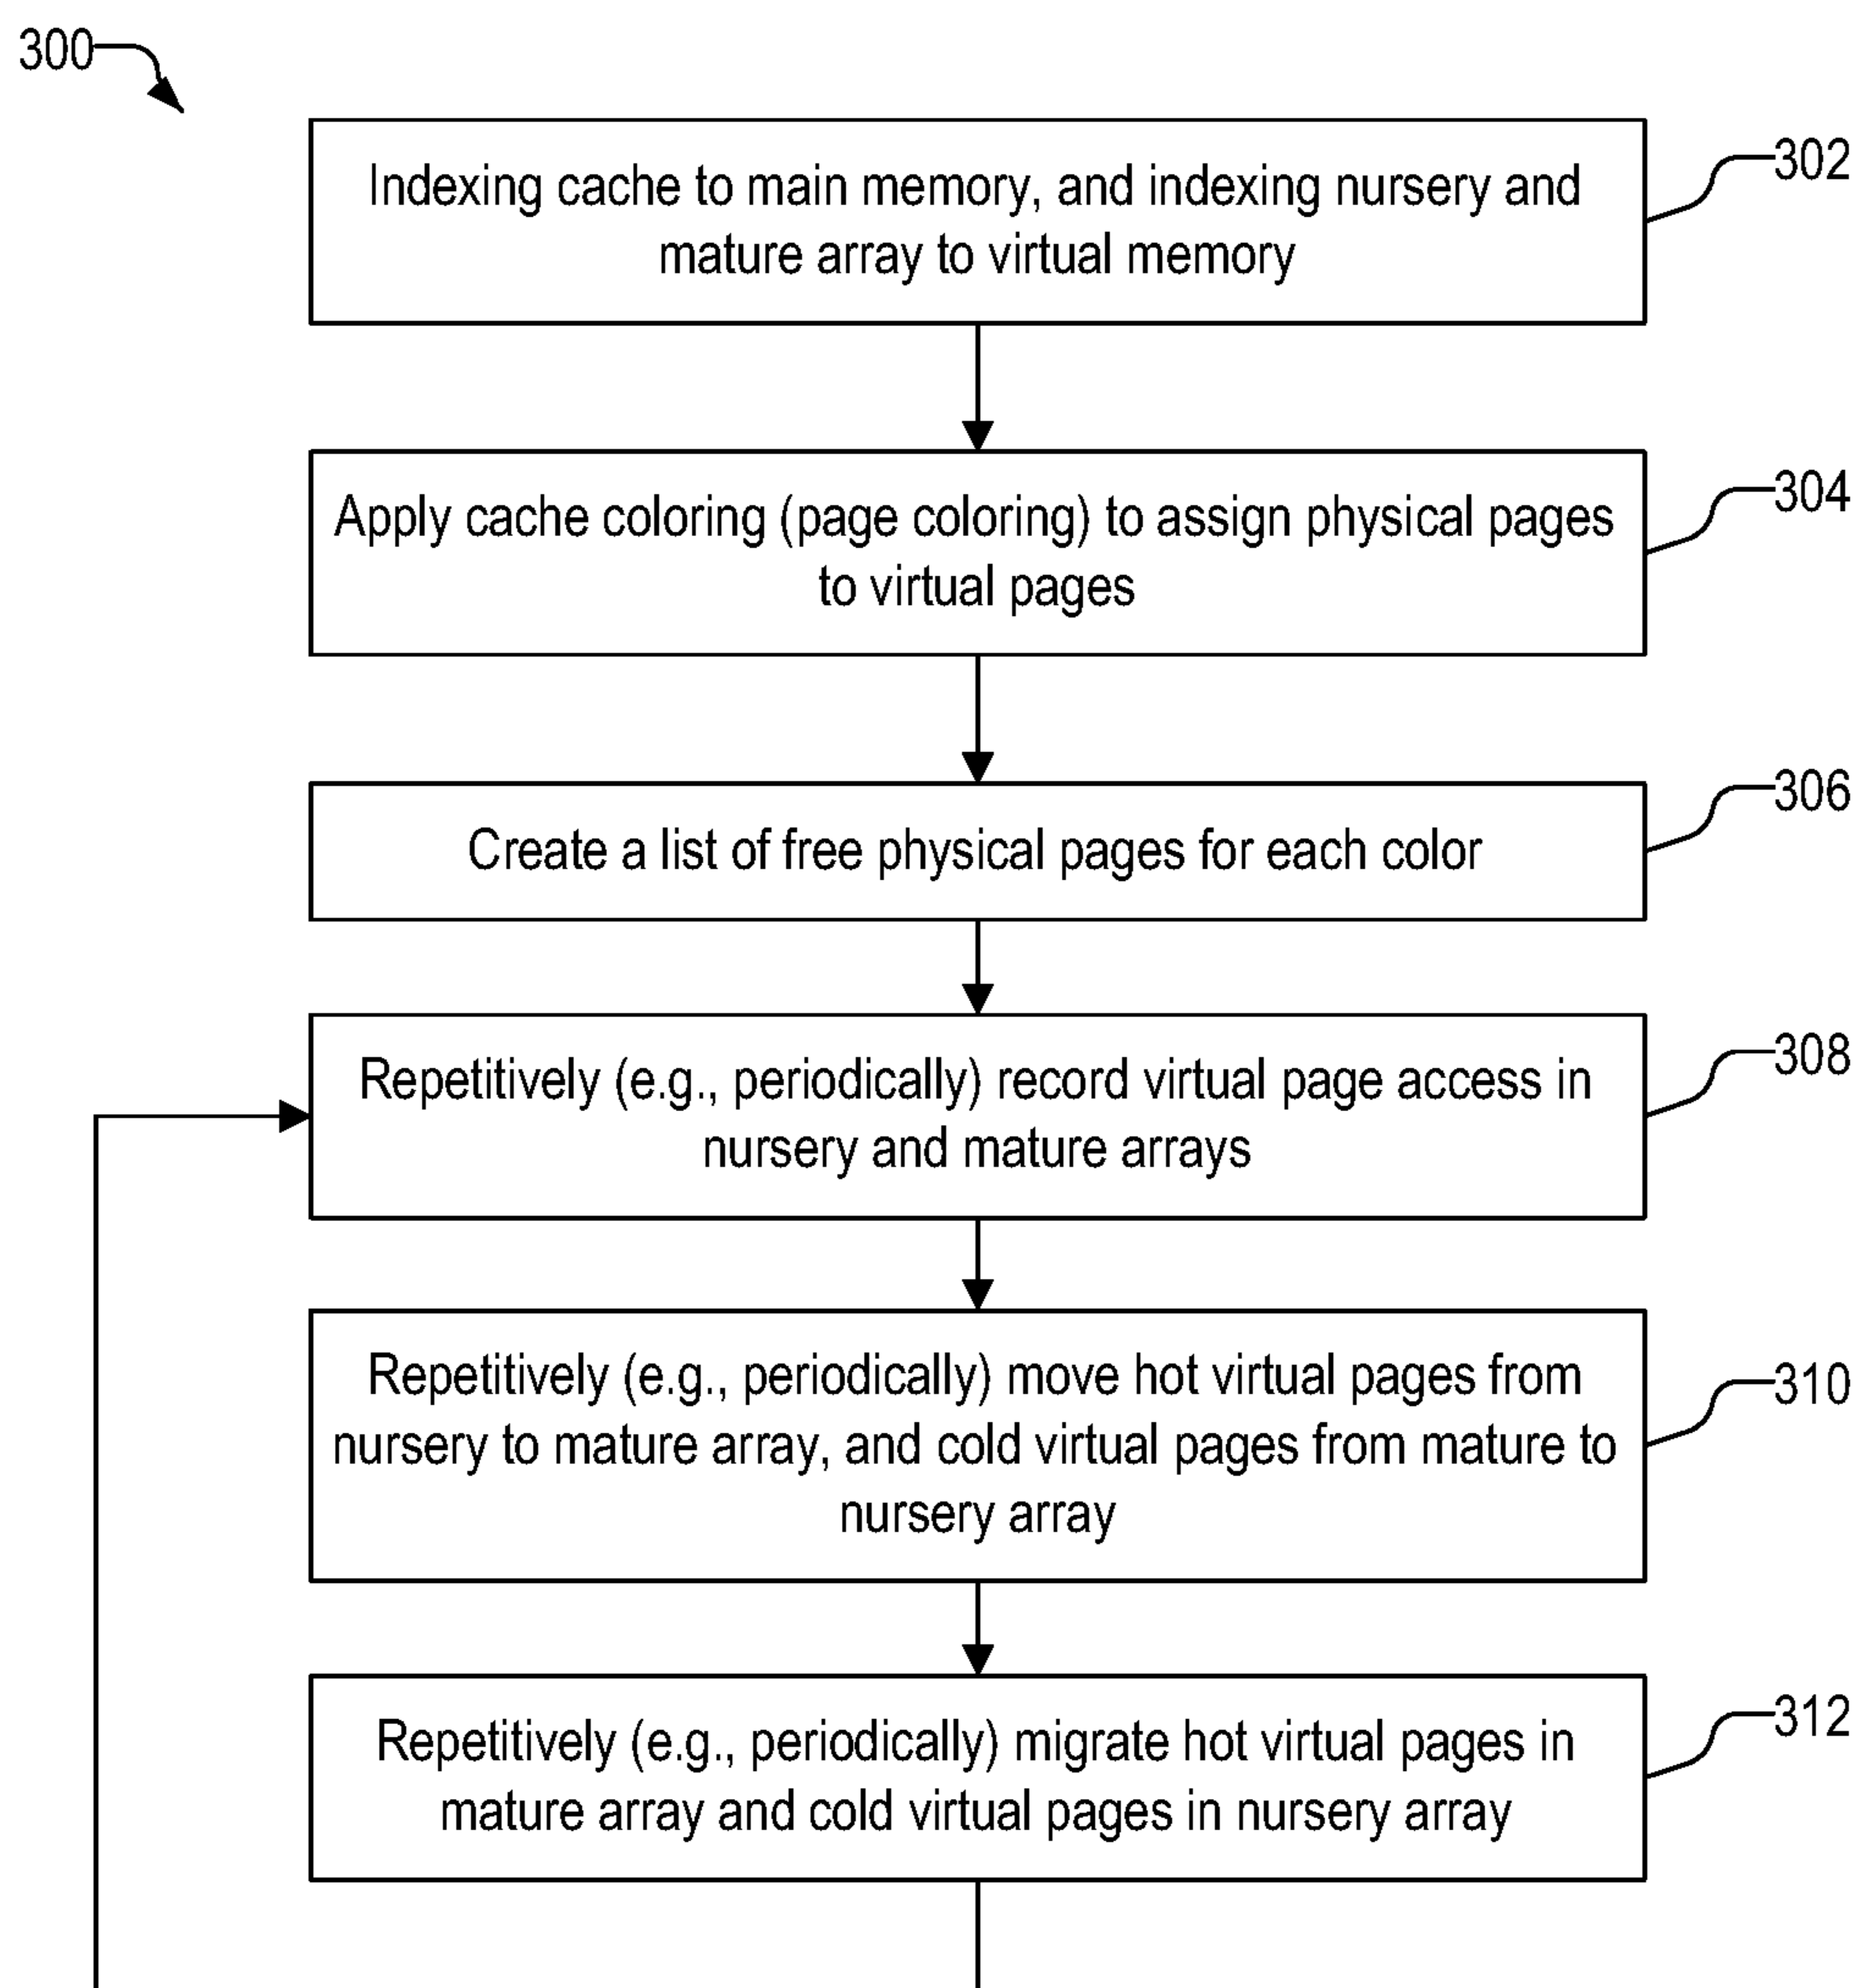 300
Indexing cache to main memory, and indexing nursery and
mature array to virtual memory
302
Apply cache coloring (page coloring) to assign physical pages
to virtual pages
304
Create a list of free physical pages for each color
306
Repetitively (e.g., periodically) record virtual page access in
nursery and mature arrays
308
Repetitively (e.g., periodically) move hot virtual pages from
nursery to mature array, and cold virtual pages from mature to
nursery array
310
Repetitively (e.g., periodically) migrate hot virtual pages in
mature array and cold virtual pages in nursery array
312